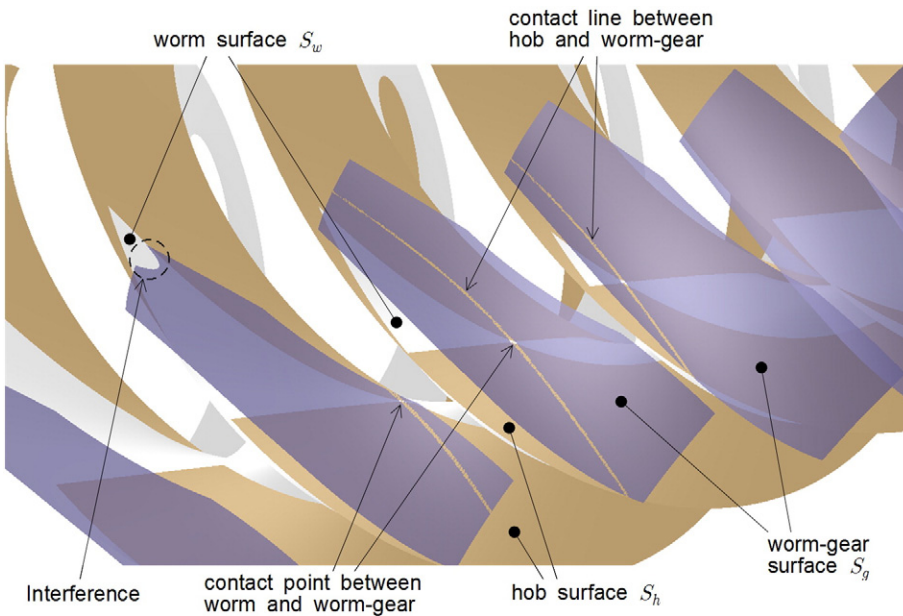 worm surface S_w
contact line between
hob and worm-gear
Interference
contact point between
worm and worm-gear
hob surface S_h
worm-gear
surface S_g